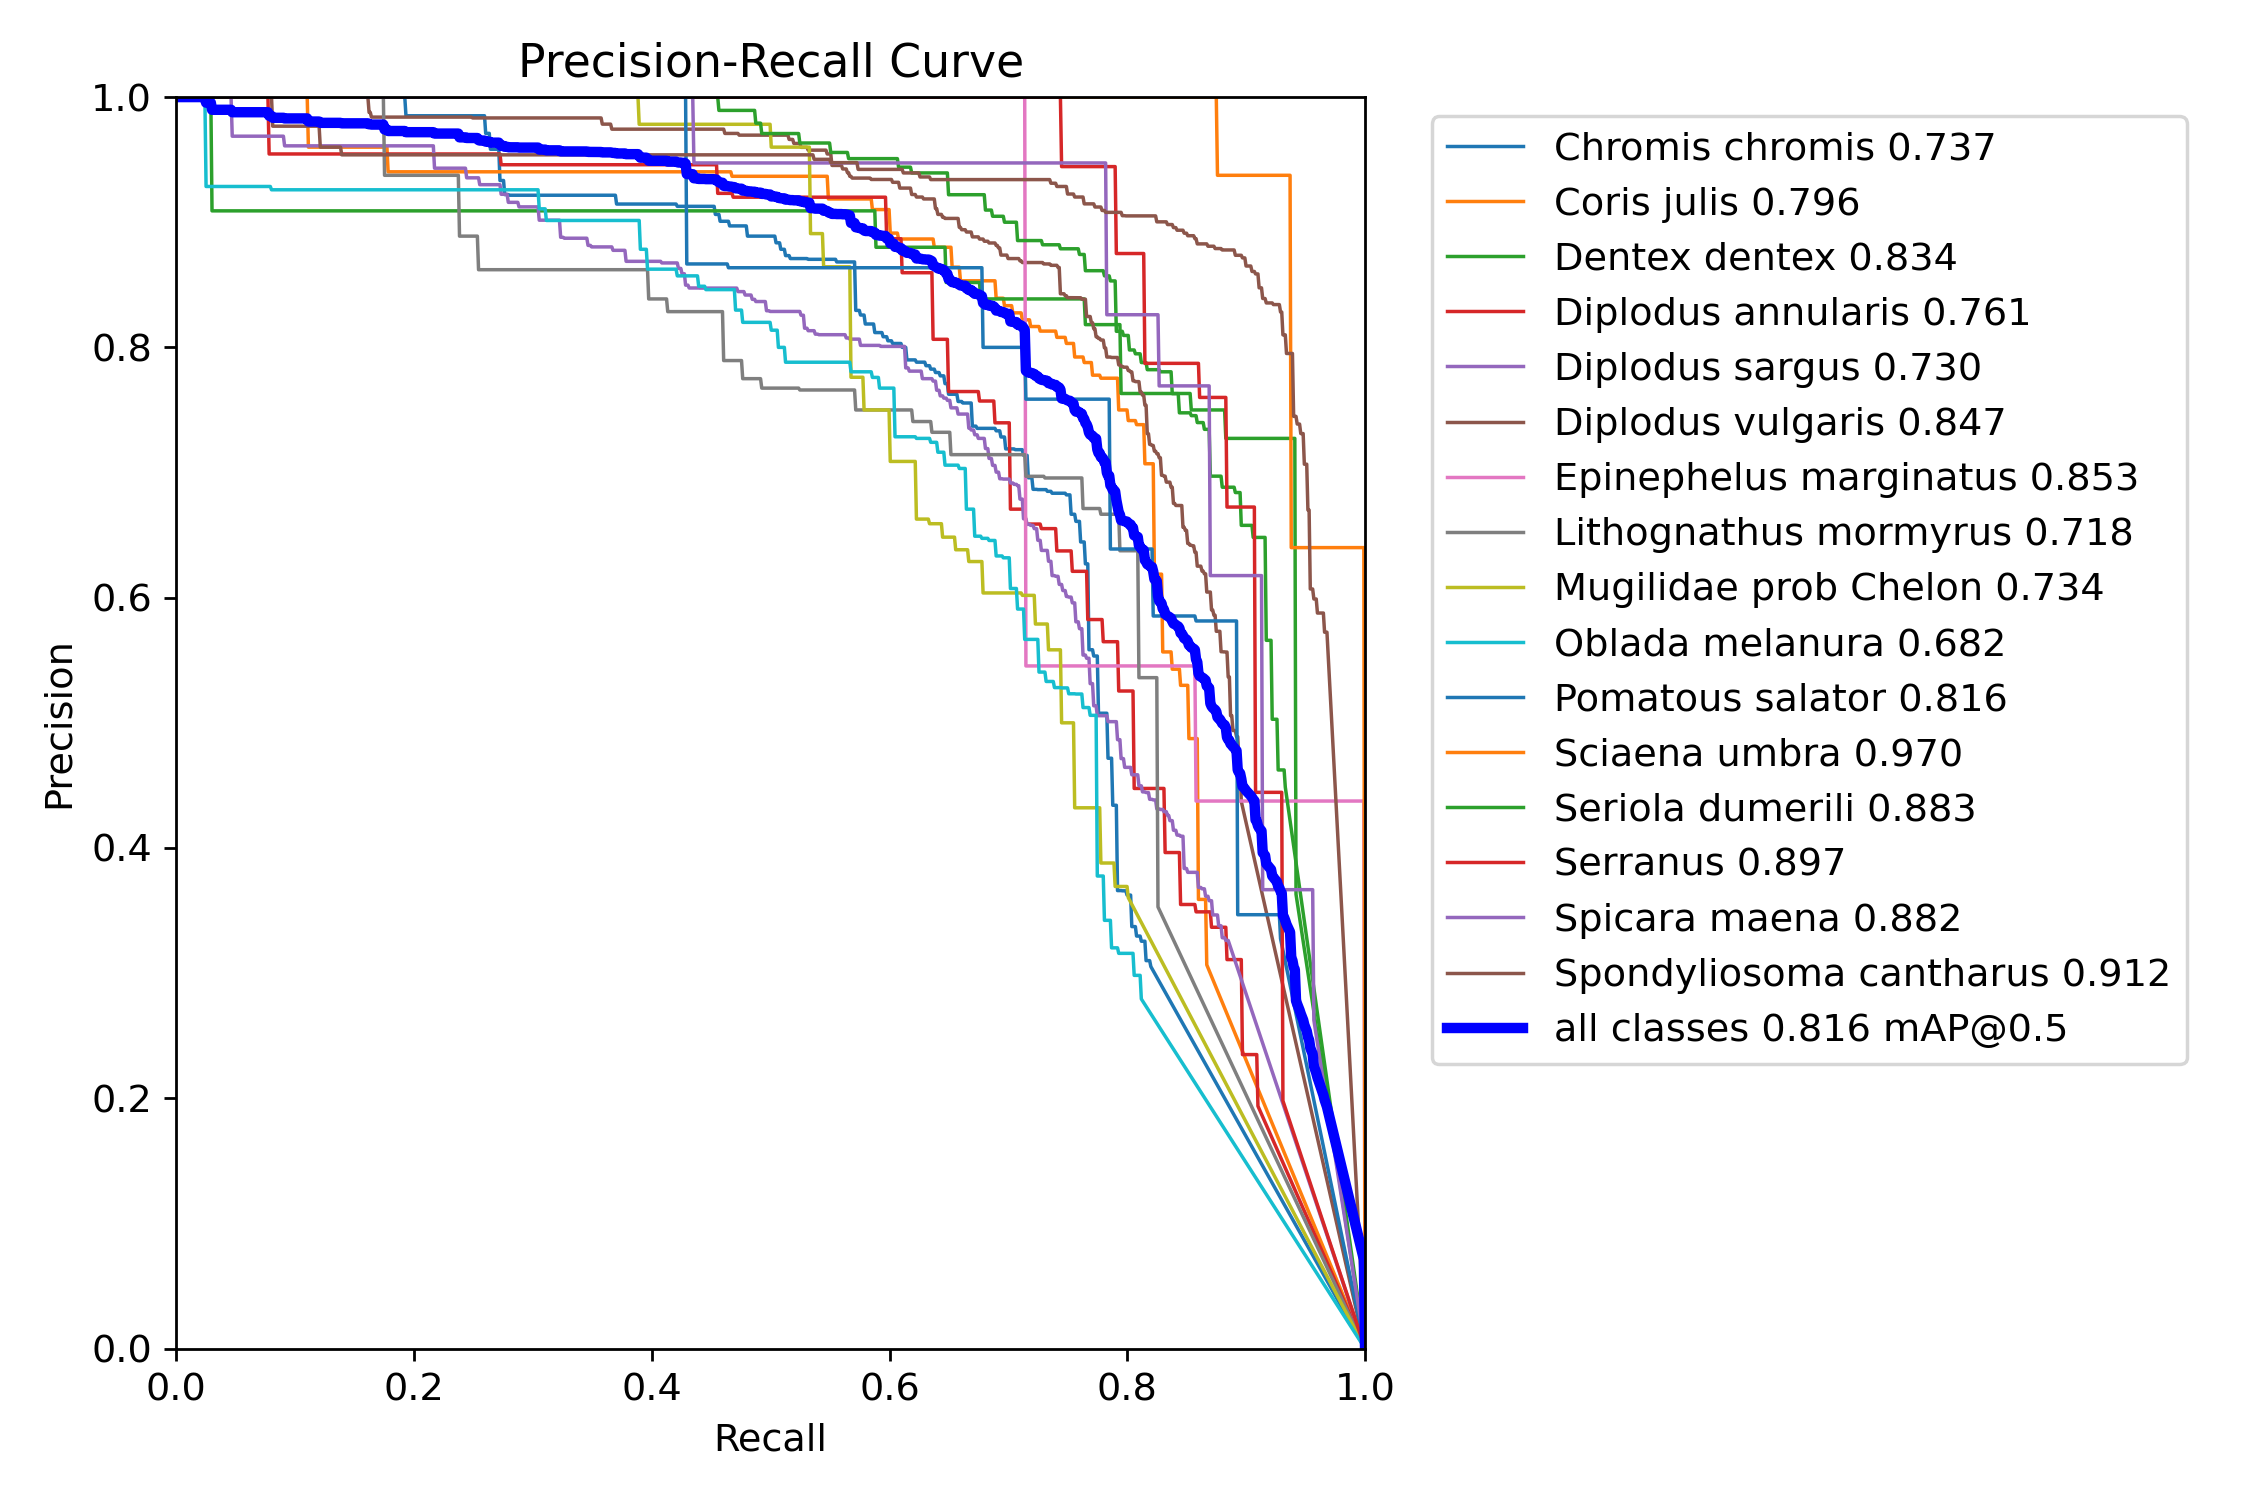 Precision-Recall Curve
1.0
0.8
0.6
0.4
0.2
0.0
Precision
0.0 0.2 0.4 0.6 0.8 1.0
Recall
Chromis chromis 0.737
Coris julis 0.796
Dentex dentex 0.834
Diplodus annularis 0.761
Diplodus sargus 0.730
Diplodus vulgaris 0.847
Epinephelus marginatus 0.853
Lithognathus mormyrus 0.718
Mugilidae prob Chelon 0.734
Oblada melanura 0.682
Pomatous salator 0.816
Sciaena umbra 0.970
Seriola dumerili 0.883
Serranus 0.897
Spicara maena 0.882
Spondyliosoma cantharus 0.912
all classes 0.816 mAP@0.5